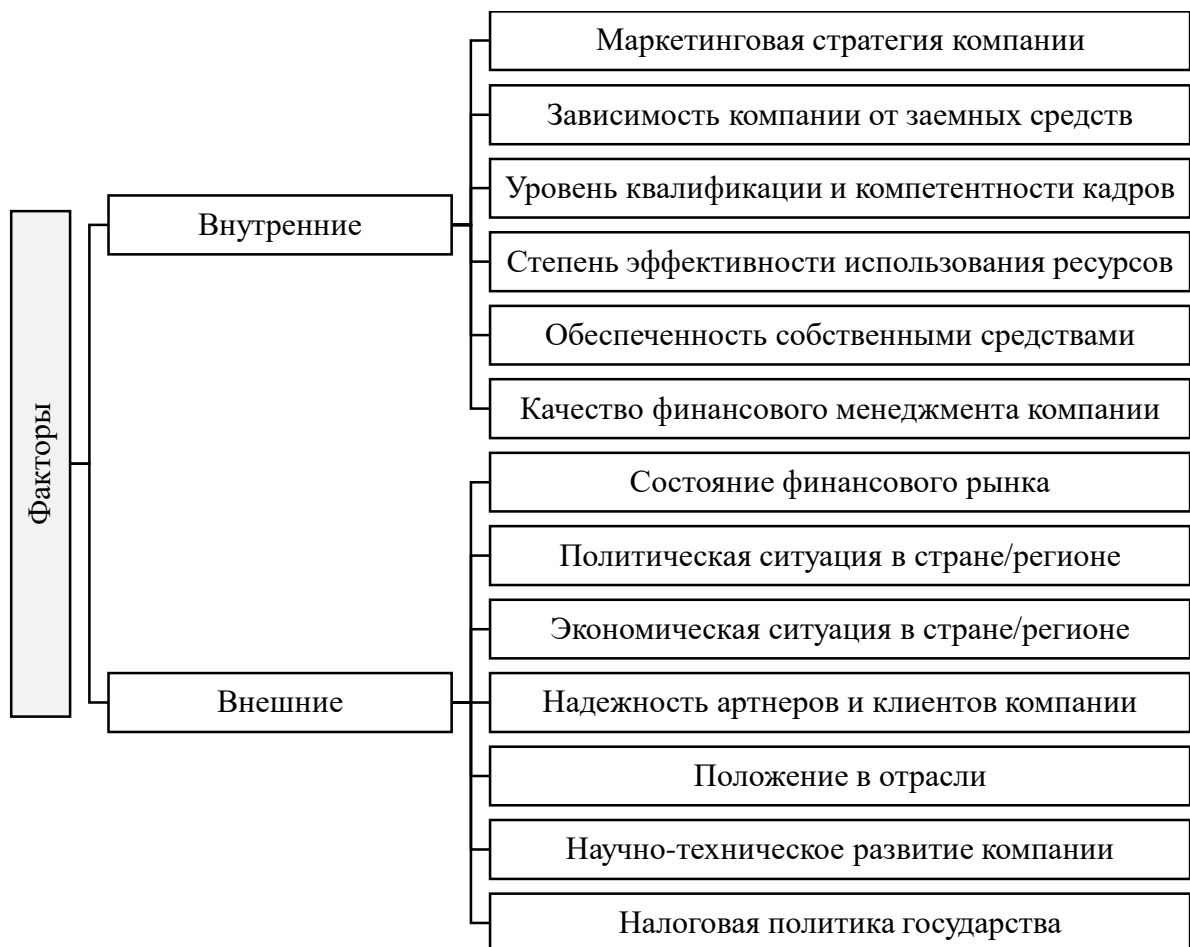 Факторы
Внутренние
Маркетинговая стратегия компании
Зависимость компании от заемных средств
Уровень квалификации и компетентности кадров
Степень эффективности использования ресурсов
Обеспеченность собственными средствами
Качество финансового менеджмента компании
Внешние
Состояние финансового рынка
Политическая ситуация в стране/регионе
Экономическая ситуация в стране/регионе
Надежность артнеров и клиентов компании
Положение в отрасли
Научно-техническое развитие компании
Налоговая политика государства